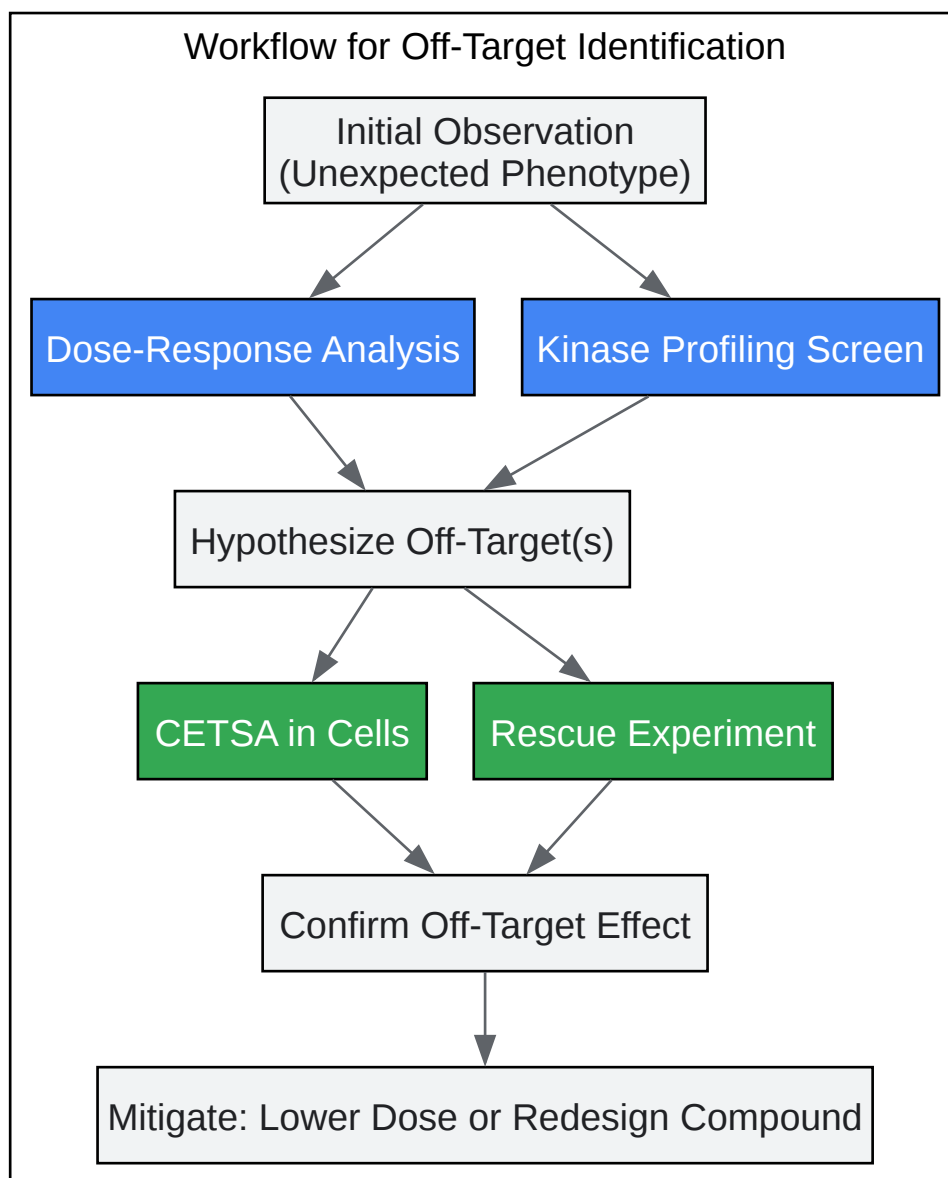 Workflow for Off-Target Identification
Initial Observation
(Unexpected Phenotype)
Dose-Response Analysis
Kinase Profiling Screen
Hypothesize Off-Target(s)
CETSA in Cells
Rescue Experiment
Confirm Off-Target Effect
Mitigate: Lower Dose or Redesign Compound